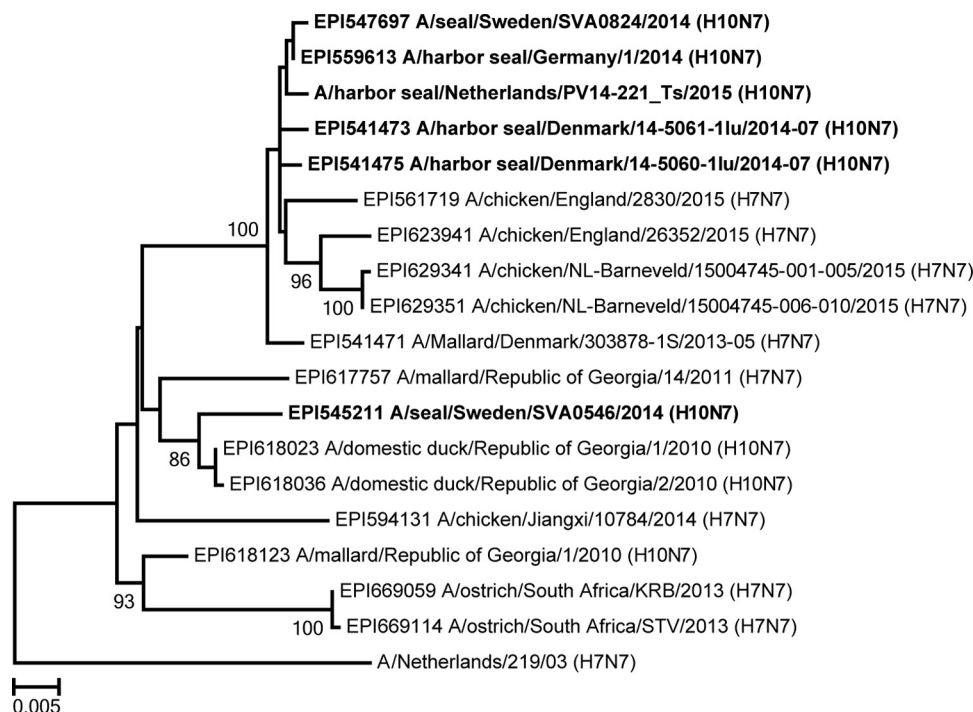 EPI547697 A/seal/Sweden/SVA0824/2014 (H10N7)
EPI559613 A/harbor seal/Germany/1/2014 (H10N7)
A/harbor seal/Netherlands/PV14-221_Ts/2015 (H10N7)
EPI541473 A/harbor seal/Denmark/14-5061-1lu/2014-07 (H10N7)
EPI541475 A/harbor seal/Denmark/14-5060-1lu/2014-07 (H10N7)
EPI561719 A/chicken/England/2830/2015 (H7N7)
100
EPI623941 A/chicken/England/26352/2015 (H7N7)
EPI629341 A/chicken/NL-Barneveld/15004745-001-005/2015 (H7N7)
96
EPI629351 A/chicken/NL-Barneveld/15004745-006-010/2015 (H7N7)
100
EPI541471 A/Mallard/Denmark/303878-1S/2013-05 (H7N7)
EPI617757 A/mallard/Republic of Georgia/14/2011 (H7N7)
EPI545211 A/seal/Sweden/SVA0546/2014 (H10N7)
EPI618023 A/domestic duck/Republic of Georgia/1/2010 (H10N7)
86
EPI618036 A/domestic duck/Republic of Georgia/2/2010 (H10N7)
EPI594131 A/chicken/Jiangxi/10784/2014 (H7N7)
EPI618123 A/mallard/Republic of Georgia/1/2010 (H10N7)
EPI669059 A/ostrich/South Africa/KRB/2013 (H7N7)
93
EPI669114 A/ostrich/South Africa/STV/2013 (H7N7)
100
A/Netherlands/219/03 (H7N7)
0.005